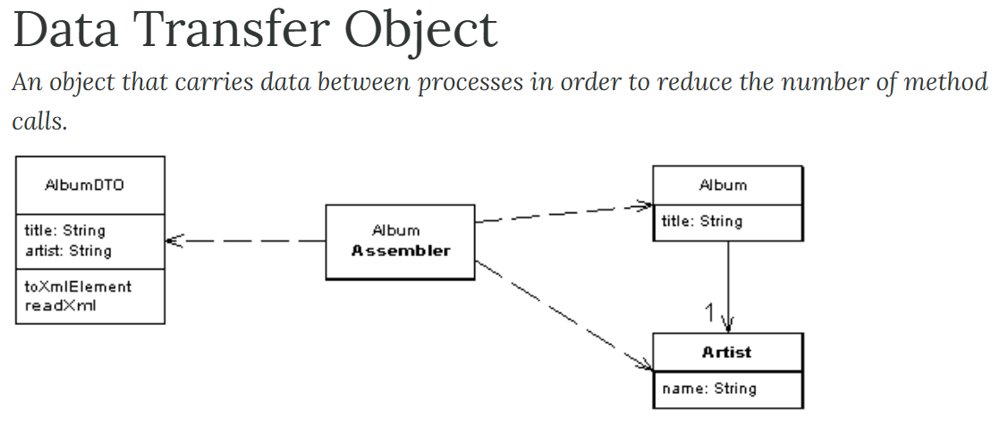 Data Transfer Object
An object that carries data between processes in order to reduce the number of method
calls.
AlbumDTO
title: String
artist: String
toXmlElement
readXml
Album
Assembler
Album
title: String
1
Artist
name: String